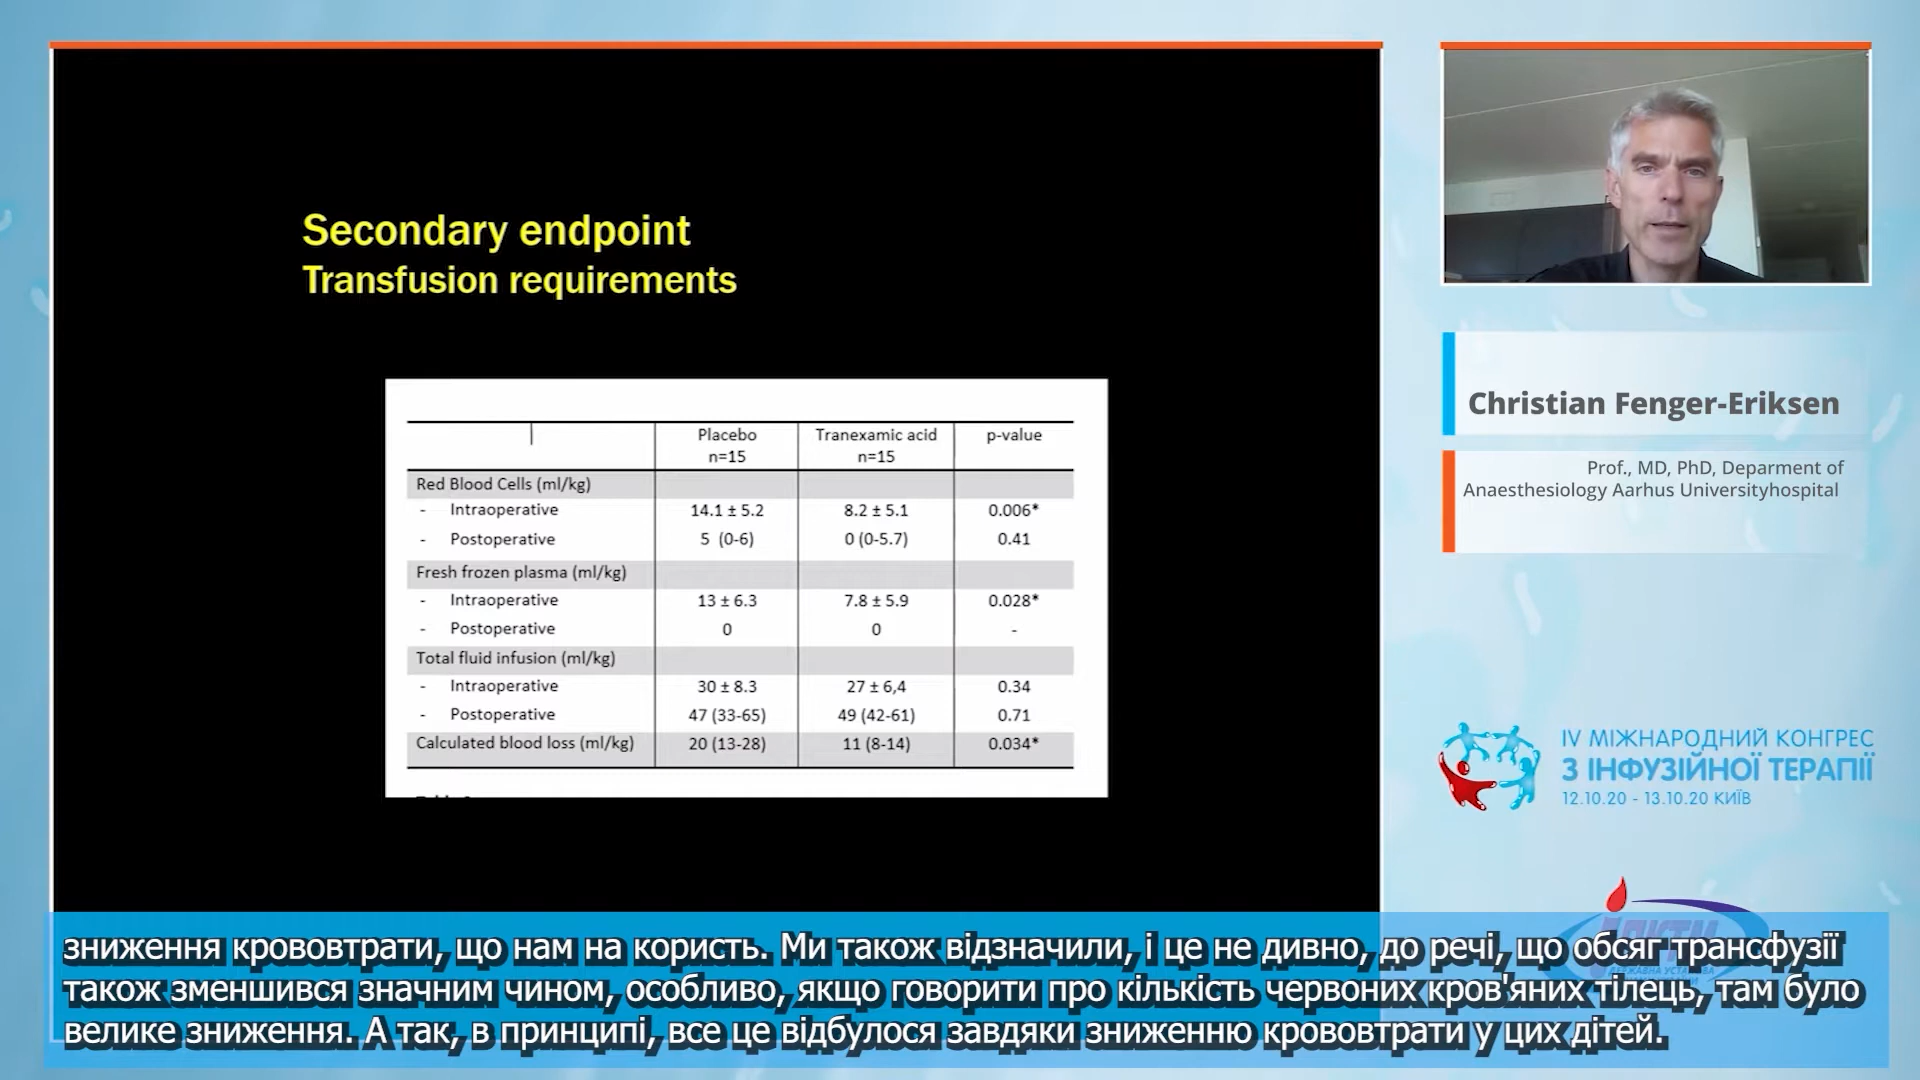 Secondary endpoint
Transfusion requirements
Placebo n=15 Tranexamic acid n=15 p-value
Red Blood Cells (ml/kg)
- Intraoperative 14.1 ± 5.2 8.2 ± 5.1 0.006*
- Postoperative 5 (0-6) 0 (0-5.7) 0.41
Fresh frozen plasma (ml/kg)
- Intraoperative 13 ± 6.3 7.8 ± 5.9 0.028*
- Postoperative 0 0 -
Total fluid infusion (ml/kg)
- Intraoperative 30 ± 8.3 27 ± 6,4 0.34
- Postoperative 47 (33-65) 49 (42-61) 0.71
Calculated blood loss (ml/kg) 20 (13-28) 11 (8-14) 0.034*
Christian Fenger-Eriksen
Prof., MD, PhD, Deparment of
Anaesthesiology Aarhus Universityhospital
IV МІЖНАРОДНИЙ КОНГРЕС
З ІНФУЗІЙНОЇ ТЕРАПІЇ
12.10.20 - 13.10.20 КИЇВ
зниження крововтрати, що нам на користь. Ми також відзначили, і це не дивно, до речі, що обсяг трансфузії
також зменшився значним чином, особливо, якщо говорити про кількість червоних кров'яних тілець, там було
велике зниження. А так, в принципі, все це відбулося завдяки зниженню крововтрати у цих дітей.